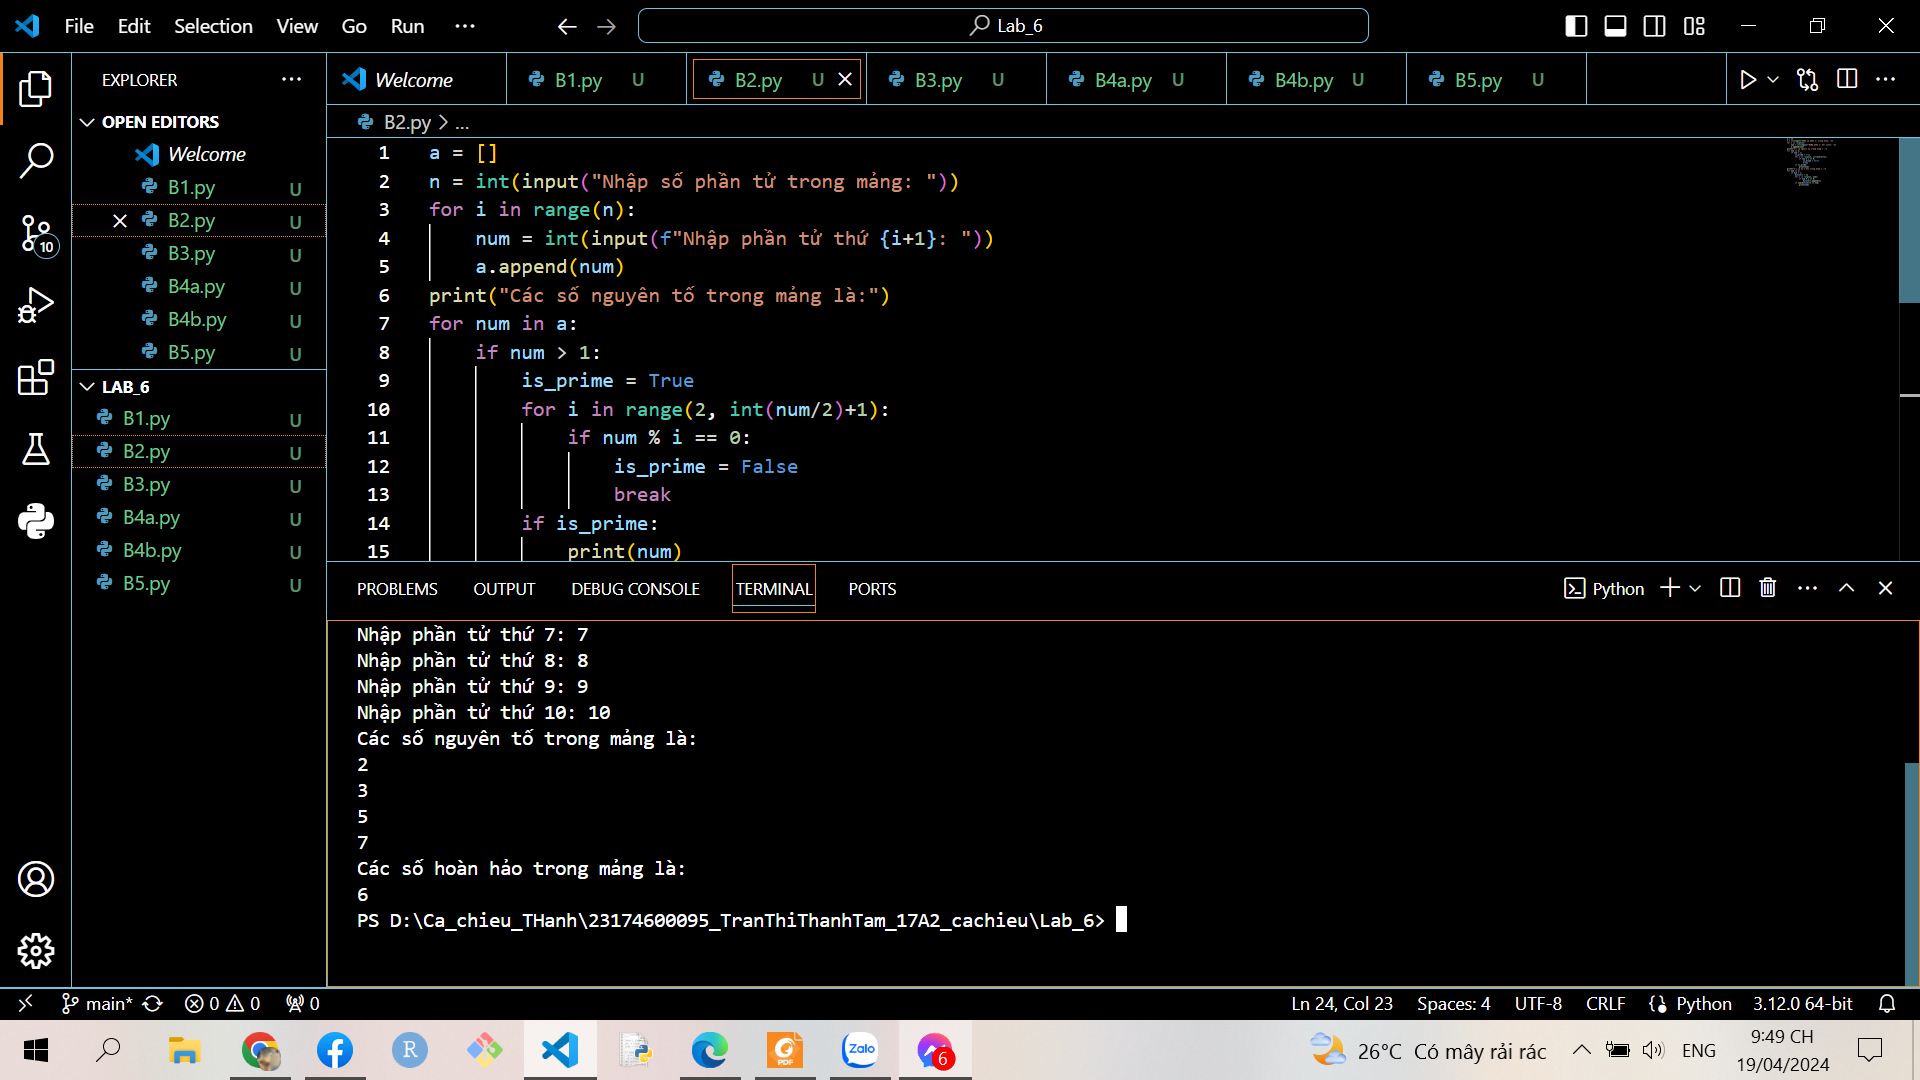 File Edit Selection View Go Run ···
Lab_6
EXPLORER ···
OPEN EDITORS
Welcome
B1.py U
B2.py U
B3.py U
B4a.py U
B4b.py U
B5.py U
LAB_6
B1.py U
B2.py U
B3.py U
B4a.py U
B4b.py U
B5.py U
10
Welcome B1.py U B2.py U B3.py U B4a.py U B4b.py U B5.py U
B2.py > ...
1 a = []
2 n = int(input("Nhập số phần tử trong mảng: "))
3 for i in range(n):
4 num = int(input(f"Nhập phần tử thứ {i+1}: "))
5 a.append(num)
6 print("Các số nguyên tố trong mảng là:")
7 for num in a:
8 if num > 1:
9 is_prime = True
10 for i in range(2, int(num/2)+1):
11 if num % i == 0:
12 is_prime = False
13 break
14 if is_prime:
15 print(num)
PROBLEMS OUTPUT DEBUG CONSOLE TERMINAL PORTS Python
Nhập phần tử thứ 7: 7
Nhập phần tử thứ 8: 8
Nhập phần tử thứ 9: 9
Nhập phần tử thứ 10: 10
Các số nguyên tố trong mảng là:
2
3
5
7
Các số hoàn hảo trong mảng là:
6
PS D:\Ca_chieu_THanh\23174600095_TranThiThanhTam_17A2_cachieu\Lab_6>
main* 0 0 0 Ln 24, Col 23 Spaces: 4 UTF-8 CRLF Python 3.12.0 64-bit
R PDF Zalo 6 26°C Có mây rải rác ENG 9:49 CH
19/04/2024